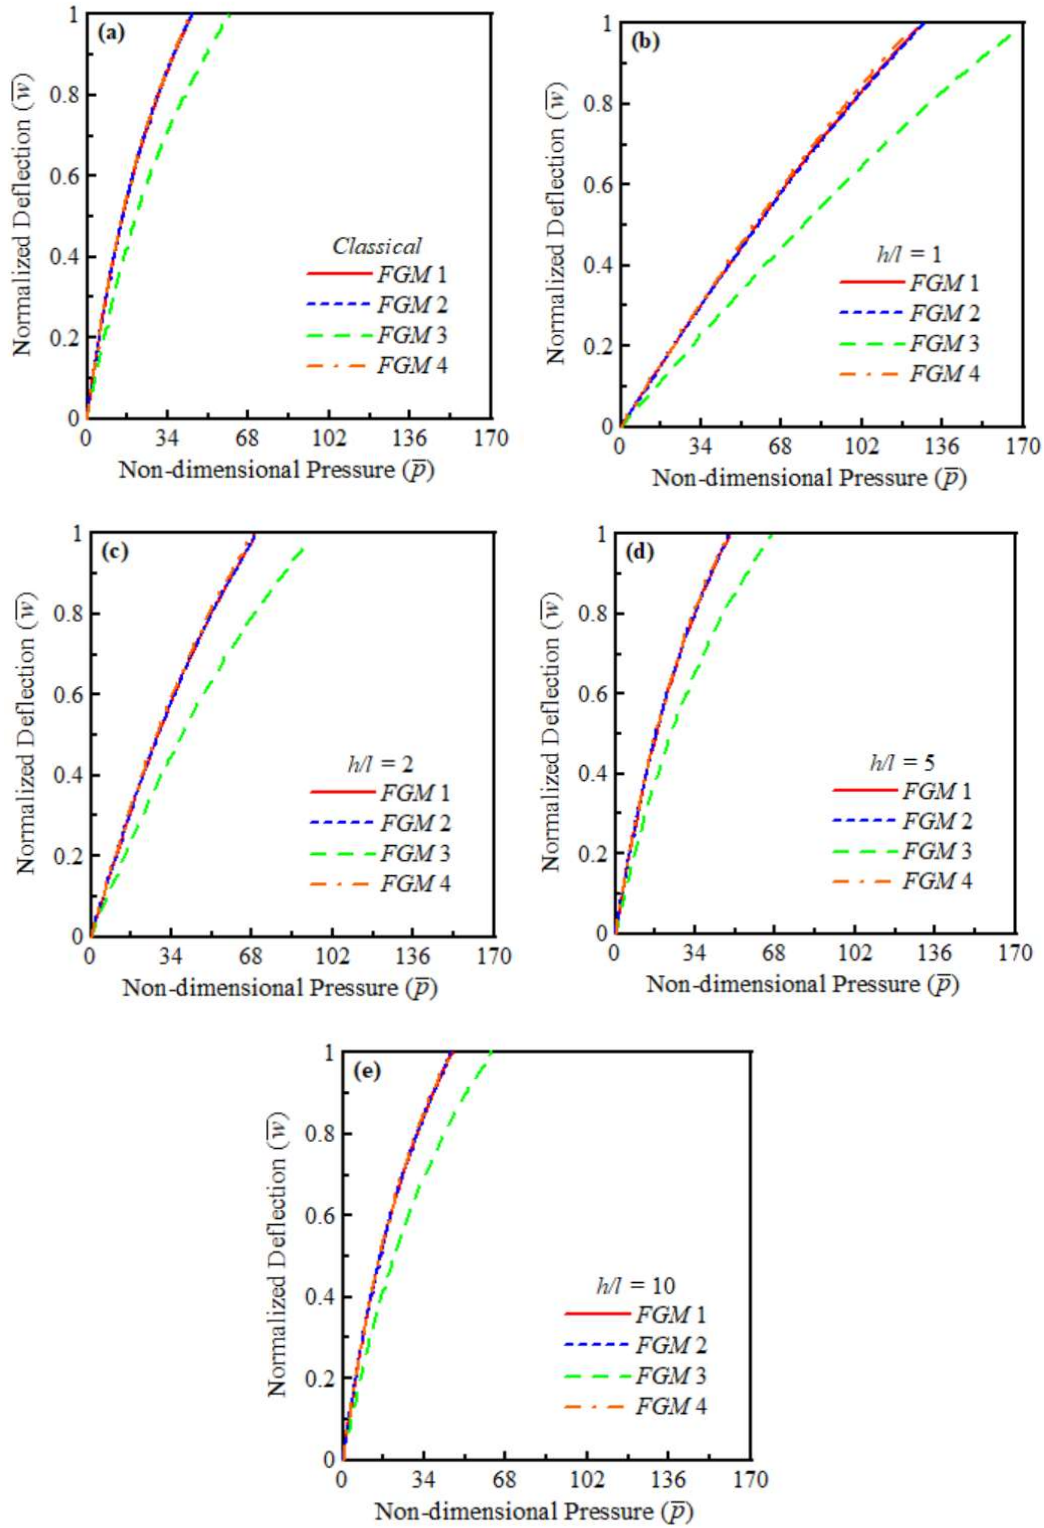 (a)
Normalized Deflection (w̅)
1
0.8
0.6
0.4
0.2
0
Classical
FGM 1
FGM 2
FGM 3
FGM 4
0 34 68 102 136 170
Non-dimensional Pressure (p̅)
(b)
Normalized Deflection (w̅)
1
0.8
0.6
0.4
0.2
0
h/l = 1
FGM 1
FGM 2
FGM 3
FGM 4
0 34 68 102 136 170
Non-dimensional Pressure (p̅)
(c)
Normalized Deflection (w̅)
1
0.8
0.6
0.4
0.2
0
h/l = 2
FGM 1
FGM 2
FGM 3
FGM 4
0 34 68 102 136 170
Non-dimensional Pressure (p̅)
(d)
Normalized Deflection (w̅)
1
0.8
0.6
0.4
0.2
0
h/l = 5
FGM 1
FGM 2
FGM 3
FGM 4
0 34 68 102 136 170
Non-dimensional Pressure (p̅)
(e)
Normalized Deflection (w̅)
1
0.8
0.6
0.4
0.2
0
h/l = 10
FGM 1
FGM 2
FGM 3
FGM 4
0 34 68 102 136 170
Non-dimensional Pressure (p̅)